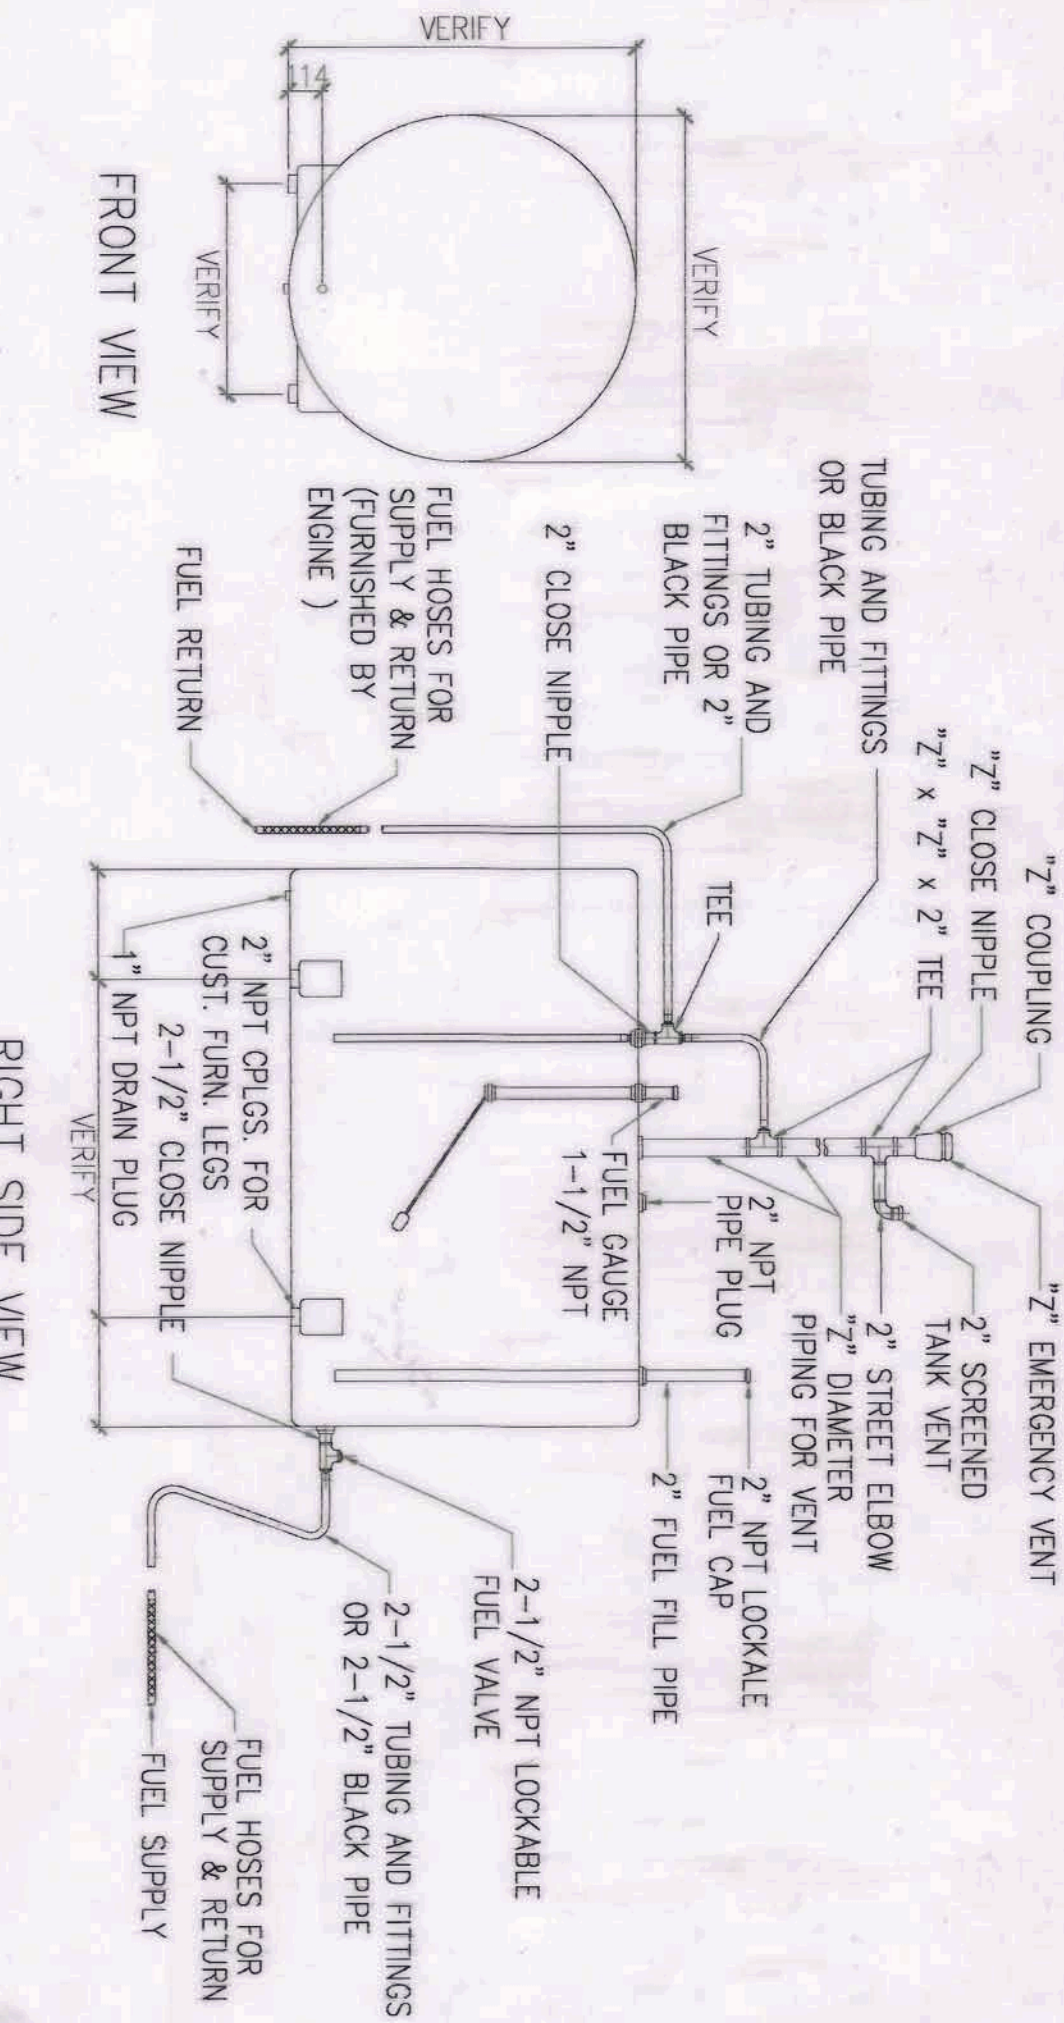 VERIFY
114
VERIFY
VERIFY
FRONT VIEW
"Z" COUPLING
"Z" CLOSE NIPPLE
"Z" x "Z" x 2" TEE
TUBING AND FITTINGS
OR BLACK PIPE
2" TUBING AND
FITTINGS OR 2"
BLACK PIPE
2" CLOSE NIPPLE
TEE
FUEL HOSES FOR
SUPPLY & RETURN
(FURNISHED BY
ENGINE )
FUEL RETURN
"Z" EMERGENCY VENT
2" SCREENED
TANK VENT
2" STREET ELBOW
"Z" DIAMETER
PIPING FOR VENT
2" NPT
PIPE PLUG
FUEL GAUGE
1-1/2" NPT
2" NPT LOCKALE
FUEL CAP
2" FUEL FILL PIPE
2-1/2" NPT LOCKABLE
FUEL VALVE
2-1/2" TUBING AND FITTINGS
OR 2-1/2" BLACK PIPE
FUEL HOSES FOR
SUPPLY & RETURN
FUEL SUPPLY
2" NPT CPLGS. FOR
CUST. FURN. LEGS
2-1/2" CLOSE NIPPLE
1" NPT DRAIN PLUG
VERIFY
RIGHT SIDE VIEW